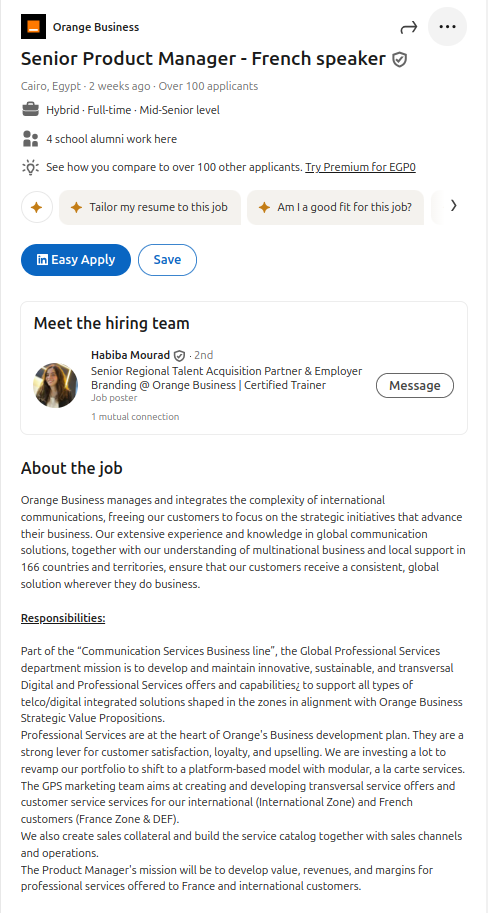 Orange Business
Senior Product Manager - French speaker
Cairo, Egypt · 2 weeks ago · Over 100 applicants
Hybrid · Full-time · Mid-Senior level
4 school alumni work here
See how you compare to over 100 other applicants. Try Premium for EGP0
Tailor my resume to this job
Am I a good fit for this job?
in Easy Apply
Save
Meet the hiring team
Habiba Mourad · 2nd
Senior Regional Talent Acquisition Partner & Employer
Branding @ Orange Business | Certified Trainer
Job poster
1 mutual connection
Message
About the job
Orange Business manages and integrates the complexity of international
communications, freeing our customers to focus on the strategic initiatives that advance
their business. Our extensive experience and knowledge in global communication
solutions, together with our understanding of multinational business and local support in
166 countries and territories, ensure that our customers receive a consistent, global
solution wherever they do business.
Responsibilities:
Part of the “Communication Services Business line”, the Global Professional Services
department mission is to develop and maintain innovative, sustainable, and transversal
Digital and Professional Services offers and capabilities¿ to support all types of
telco/digital integrated solutions shaped in the zones in alignment with Orange Business
Strategic Value Propositions.
Professional Services are at the heart of Orange's Business development plan. They are a
strong lever for customer satisfaction, loyalty, and upselling. We are investing a lot to
revamp our portfolio to shift to a platform-based model with modular, a la carte services.
The GPS marketing team aims at creating and developing transversal service offers and
customer service services for our international (International Zone) and French
customers (France Zone & DEF).
We also create sales collateral and build the service catalog together with sales channels
and operations.
The Product Manager's mission will be to develop value, revenues, and margins for
professional services offered to France and international customers.